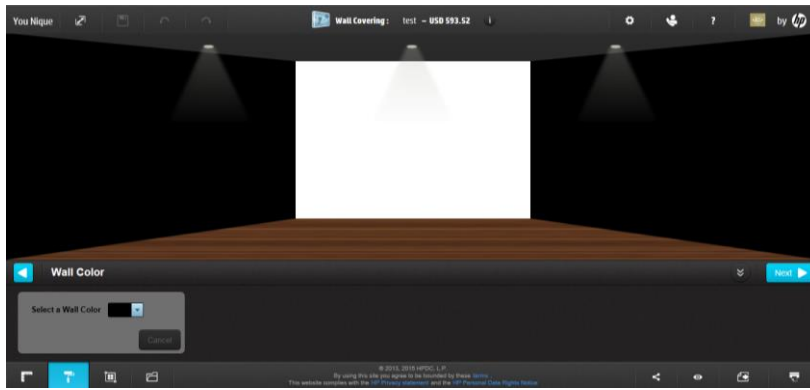 You Nique
Wall Covering : test - USD 593.52 i
? by hp
Wall Color
Next
Select a Wall Color
Cancel
© 2013, 2015 HPDC, L.P.
By using this site you agree to be bounded by these terms .
This website complies with the HP Privacy statement and the HP Personal Data Rights Notice